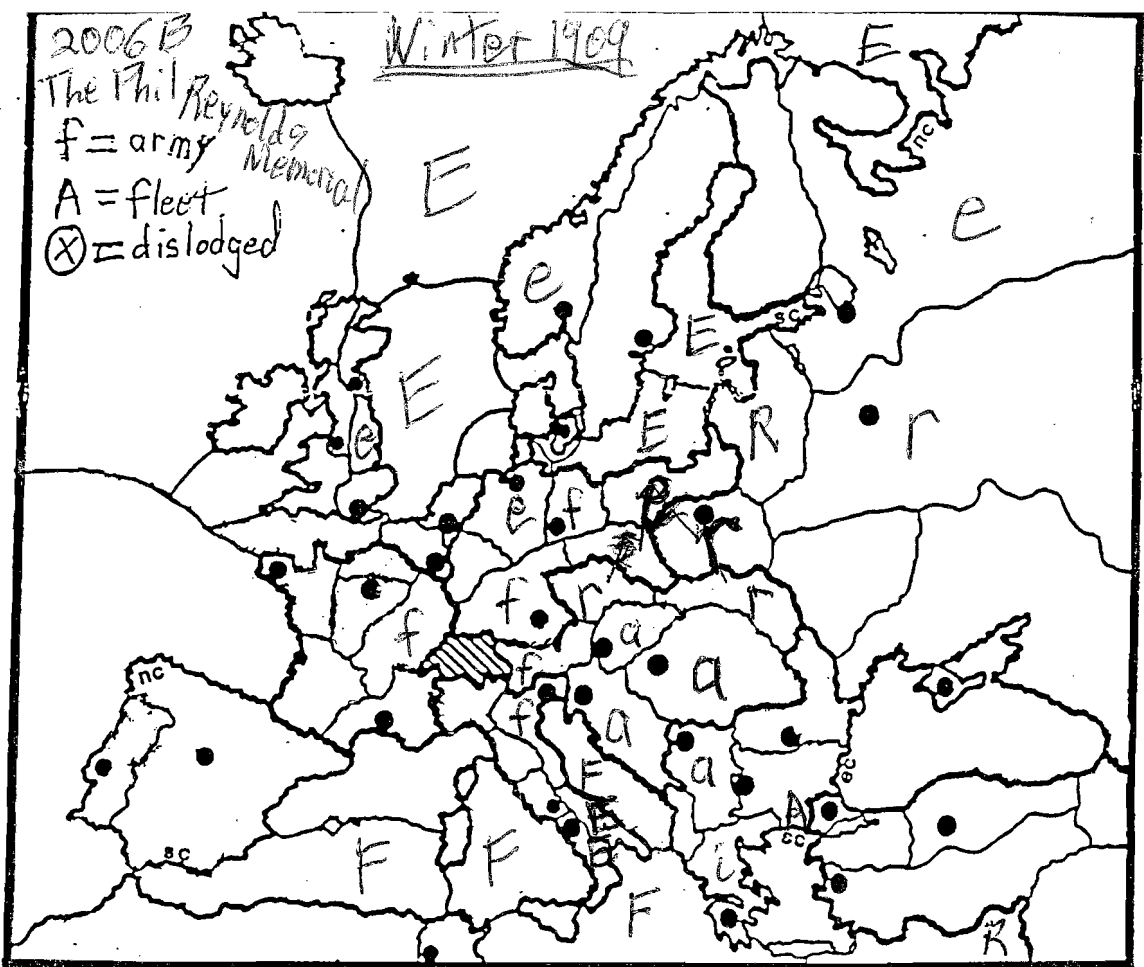 2006B
Winter 1909
The Phil Reynolds Memorial
f = army
A = fleet
X = dislodged
E
nc
E
e
e
E
sc
E
e
E
R
r
e
f
r
f
r
r
f
a
f
a
nc
f
a
a
F
ec
A
sc
F
F
i
sc
F
R